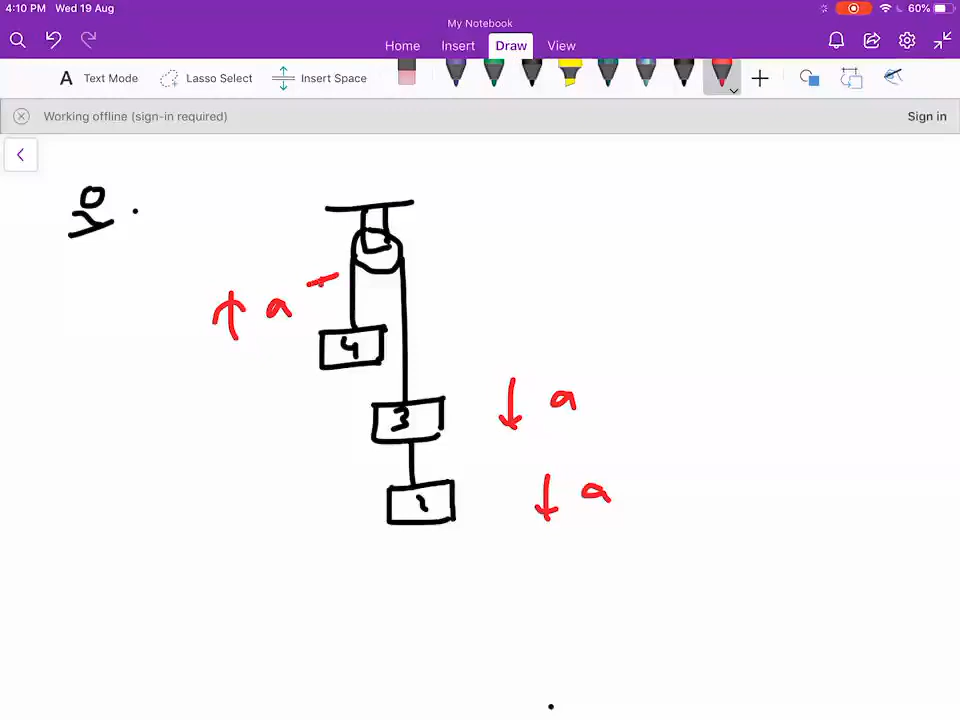 4:10 PM Wed 19 Aug
60%
My Notebook
Home Insert Draw View
A Text Mode Lasso Select Insert Space
Working offline (sign-in required) Sign in
a
4
3
a
a